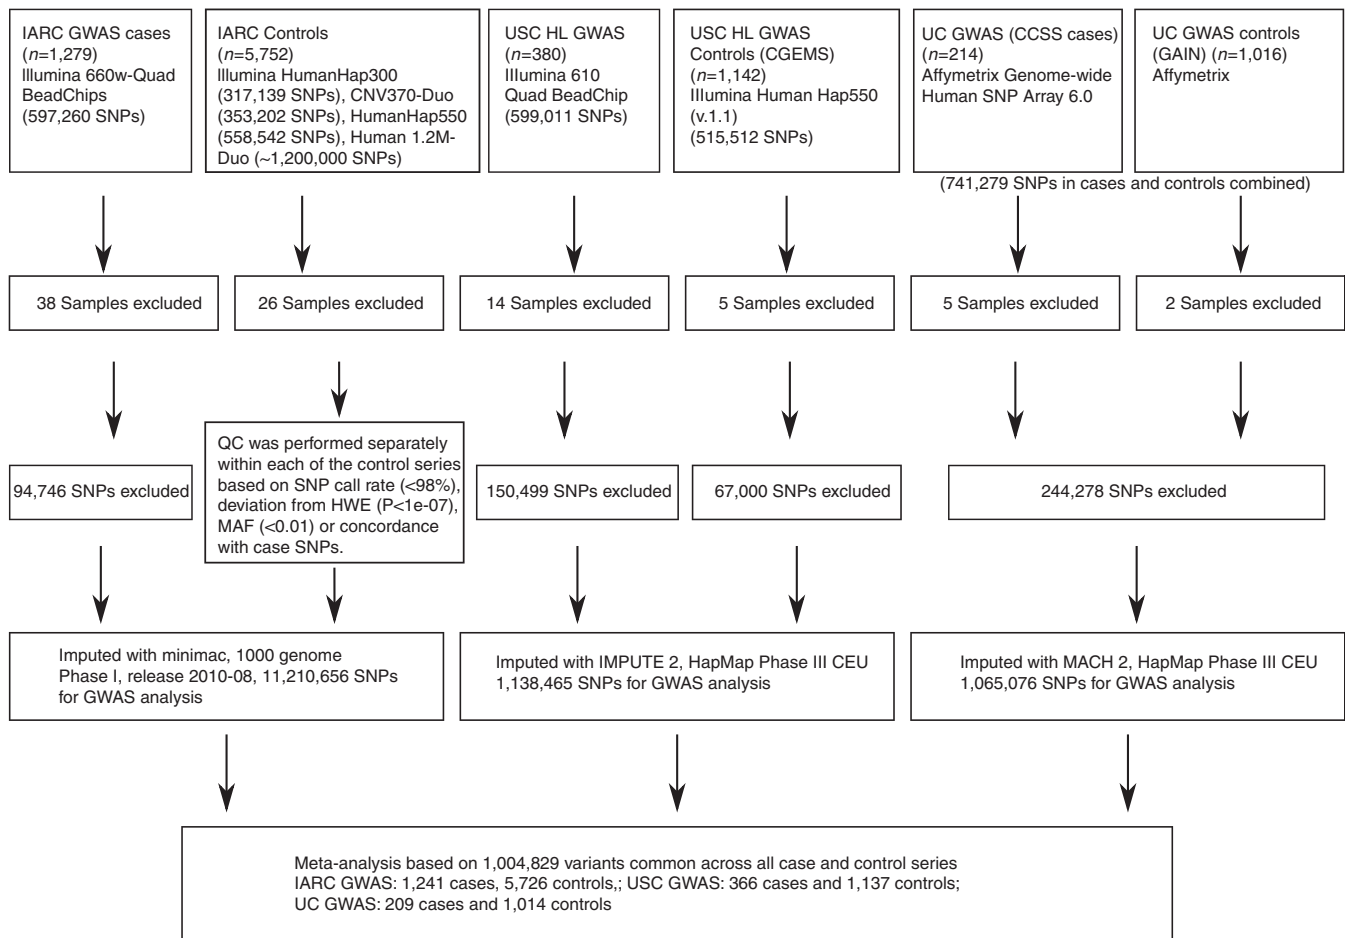 IARC GWAS cases
(n=1,279)
Illumina 660w-Quad
BeadChips
(597,260 SNPs)
IARC Controls
(n=5,752)
Illumina HumanHap300
(317,139 SNPs), CNV370-Duo
(353,202 SNPs), HumanHap550
(558,542 SNPs), Human 1.2M-
Duo (~1,200,000 SNPs)
USC HL GWAS
(n=380)
Illumina 610
Quad BeadChip
(599,011 SNPs)
USC HL GWAS
Controls (CGEMS)
(n=1,142)
Illumina Human Hap550
(v.1.1)
(515,512 SNPs)
UC GWAS (CCSS cases)
(n=214)
Affymetrix Genome-wide
Human SNP Array 6.0
UC GWAS controls
(GAIN) (n=1,016)
Affymetrix
(741,279 SNPs in cases and controls combined)
38 Samples excluded
26 Samples excluded
14 Samples excluded
5 Samples excluded
5 Samples excluded
2 Samples excluded
94,746 SNPs excluded
QC was performed separately
within each of the control series
based on SNP call rate (<98%),
deviation from HWE (P<1e-07),
MAF (<0.01) or concordance
with case SNPs.
150,499 SNPs excluded
67,000 SNPs excluded
244,278 SNPs excluded
Imputed with minimac, 1000 genome
Phase I, release 2010-08, 11,210,656 SNPs
for GWAS analysis
Imputed with IMPUTE 2, HapMap Phase III CEU
1,138,465 SNPs for GWAS analysis
Imputed with MACH 2, HapMap Phase III CEU
1,065,076 SNPs for GWAS analysis
Meta-analysis based on 1,004,829 variants common across all case and control series
IARC GWAS: 1,241 cases, 5,726 controls,; USC GWAS: 366 cases and 1,137 controls;
UC GWAS: 209 cases and 1,014 controls